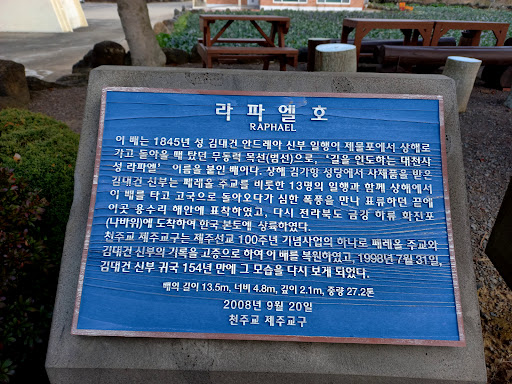 라파엘호
RAPHAEL
이 배는 1845년 성 김대건 안드레아 신부 일행이 제물포에서 상해로
가고 돌아올 때 탔던 무동력 목선(범선)으로, '길을 인도하는 대천사
성 라파엘' 이름을 붙인 배이다. 상해 김가항 성당에서 사제품을 받은
김대건 신부는 페레올 주교를 비롯한 13명의 일행과 함께 상해에서
이 배를 타고 고국으로 돌아오다가 심한 폭풍을 만나 표류하던 끝에
이곳 용수리 해안에 표착하였고, 다시 전라북도 금강 하류 화진포
(나바위)에 도착하여 한국 본토에 상륙하였다.
천주교 제주교구는 제주선교 100주년 기념사업의 하나로 페레올 주교와
김대건 신부의 기록을 고증으로 하여 이 배를 복원하였고, 1998년 7월 31일,
김대건 신부 귀국 154년 만에 그 모습을 다시 보게 되었다.
배의 길이 13.5m, 너비 4.8m, 깊이 2.1m, 중량 27.2톤
2008년 9월 20일
천주교 제주교구